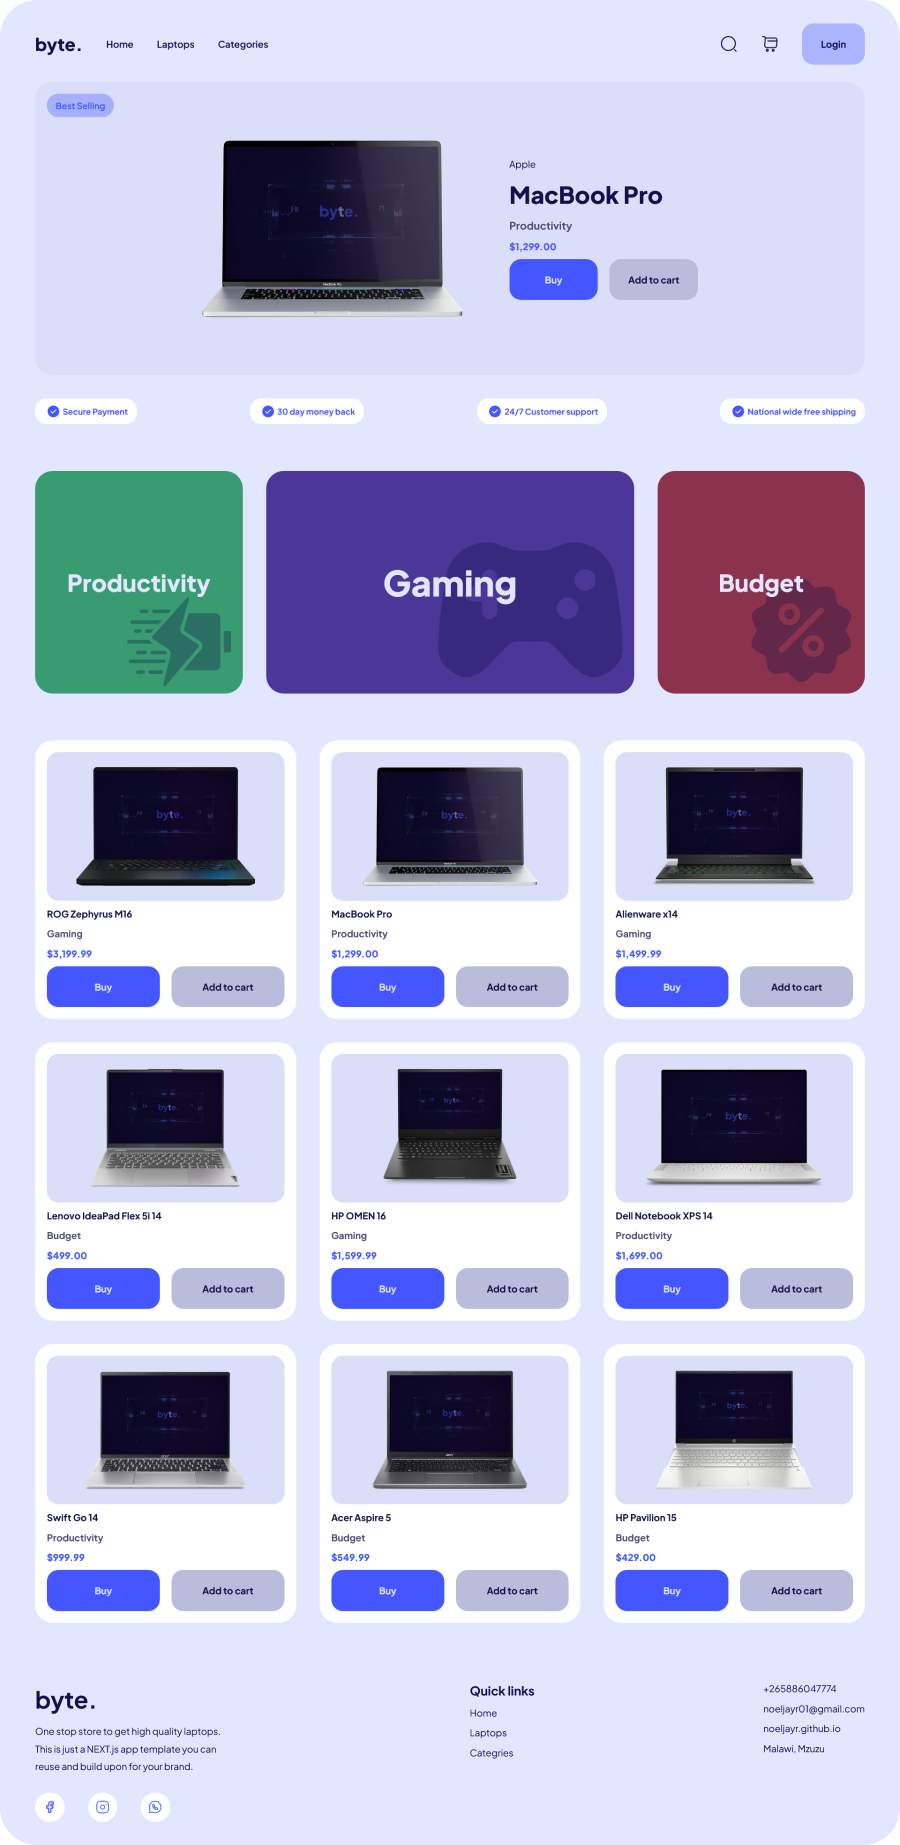 byte.
Home
Laptops
Categories
Login
Best Selling
byte.
MacBook Pro
Apple
MacBook Pro
Productivity
$1,299.00
Buy
Add to cart
Secure Payment
30 day money back
24/7 Customer support
National wide free shipping
Productivity
Gaming
Budget
byte.
ROG Zephyrus M16
Gaming
$3,199.99
Buy
Add to cart
byte.
MacBook Pro
Productivity
$1,299.00
Buy
Add to cart
byte.
Alienware x14
Gaming
$1,499.99
Buy
Add to cart
byte.
Lenovo IdeaPad Flex 5i 14
Budget
$499.00
Buy
Add to cart
byte.
HP OMEN 16
Gaming
$1,599.99
Buy
Add to cart
byte.
Dell Notebook XPS 14
Productivity
$1,699.00
Buy
Add to cart
byte.
Swift Go 14
Productivity
$999.99
Buy
Add to cart
byte.
acer
Acer Aspire 5
Budget
$549.99
Buy
Add to cart
byte.
HP Pavilion 15
Budget
$429.00
Buy
Add to cart
byte.
One stop store to get high quality laptops.
This is just a NEXT.js app template you can
reuse and build upon for your brand.
Quick links
Home
Laptops
Categries
+265886047774
noeljayr01@gmail.com
noeljayr.github.io
Malawi, Mzuzu